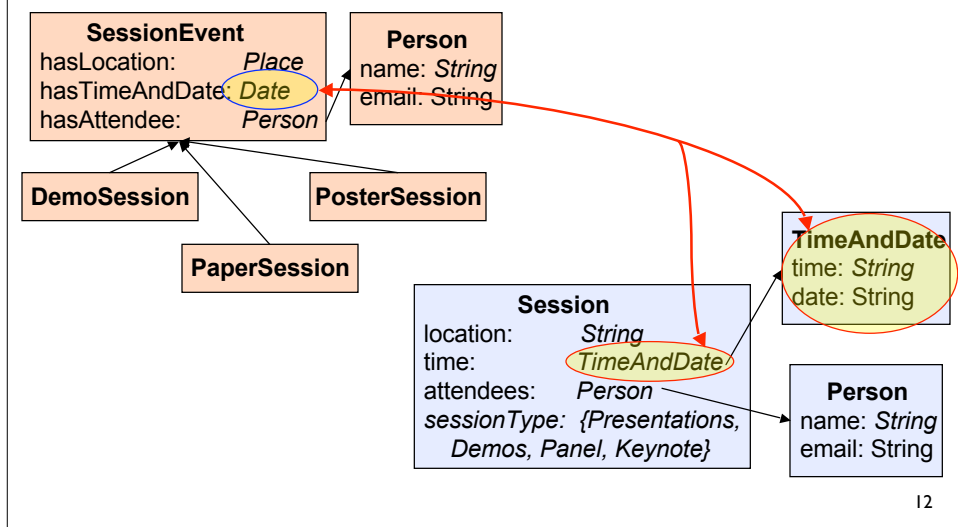 SessionEvent
hasLocation: Place
hasTimeAndDate: Date
hasAttendee: Person
Person
name: String
email: String
DemoSession
PosterSession
PaperSession
TimeAndDate
time: String
date: String
Session
location: String
time: TimeAndDate
attendees: Person
sessionType: {Presentations,
Demos, Panel, Keynote}
Person
name: String
email: String
12